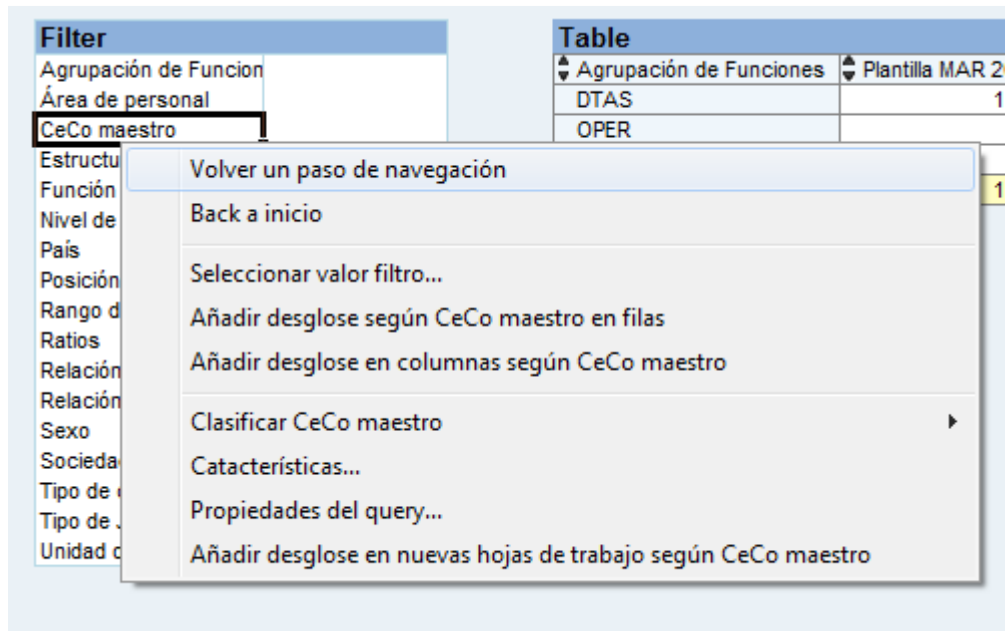 Filter
Agrupación de Funcion
Área de personal
CeCo maestro
Estructu
Función
Nivel de
País
Posición
Rango d
Ratios
Relación
Relación
Sexo
Socieda
Tipo de
Tipo de
Unidad
Table
Agrupación de Funciones Plantilla MAR 2
DTAS 1
OPER
1
Volver un paso de navegación
Back a inicio
Seleccionar valor filtro...
Añadir desglose según CeCo maestro en filas
Añadir desglose en columnas según CeCo maestro
Clasificar CeCo maestro
Catacterísticas...
Propiedades del query...
Añadir desglose en nuevas hojas de trabajo según CeCo maestro